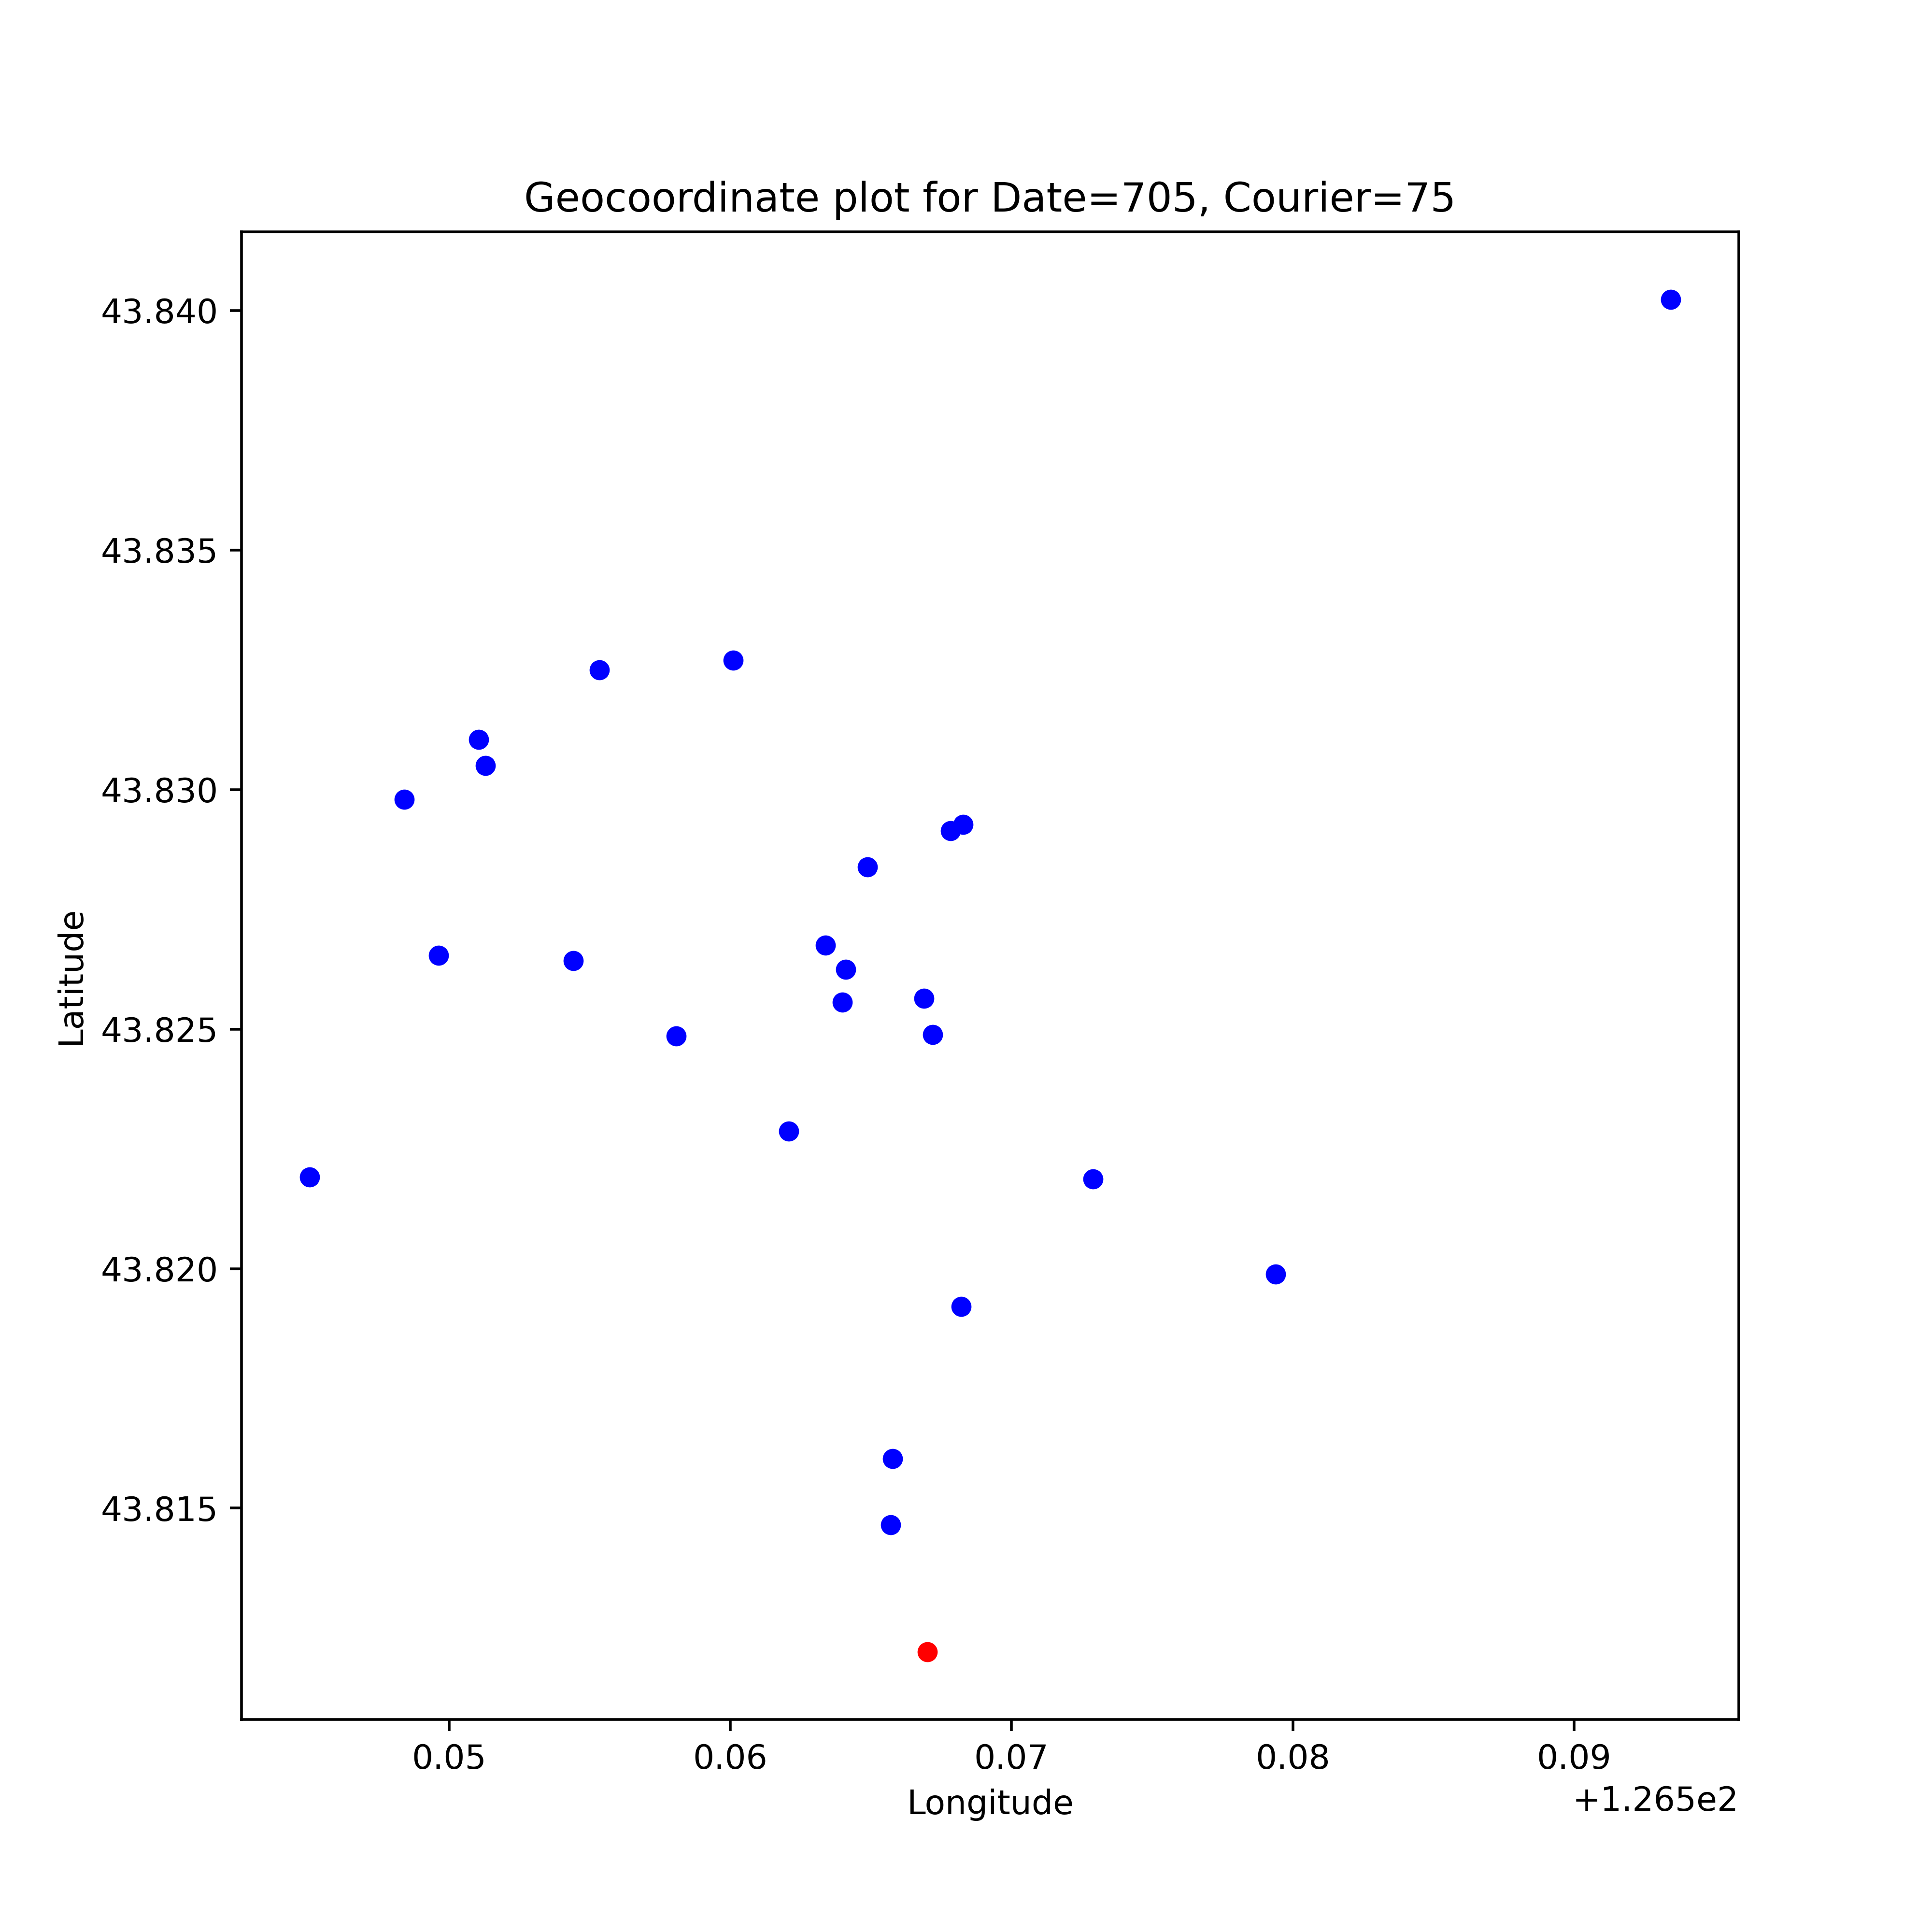 Geocoordinate plot for Date=705, Courier=75
43.840
43.835
43.830
43.825
43.820
43.815
Latitude
0.05 0.06 0.07 0.08 0.09
+1.265e2
Longitude